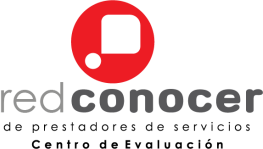 redconocer
de prestadores de servicios
Centro de Evaluación